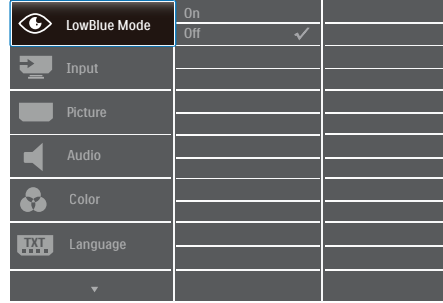 LowBlue Mode
On
Off
Input
Picture
Audio
Color
TXT
Language